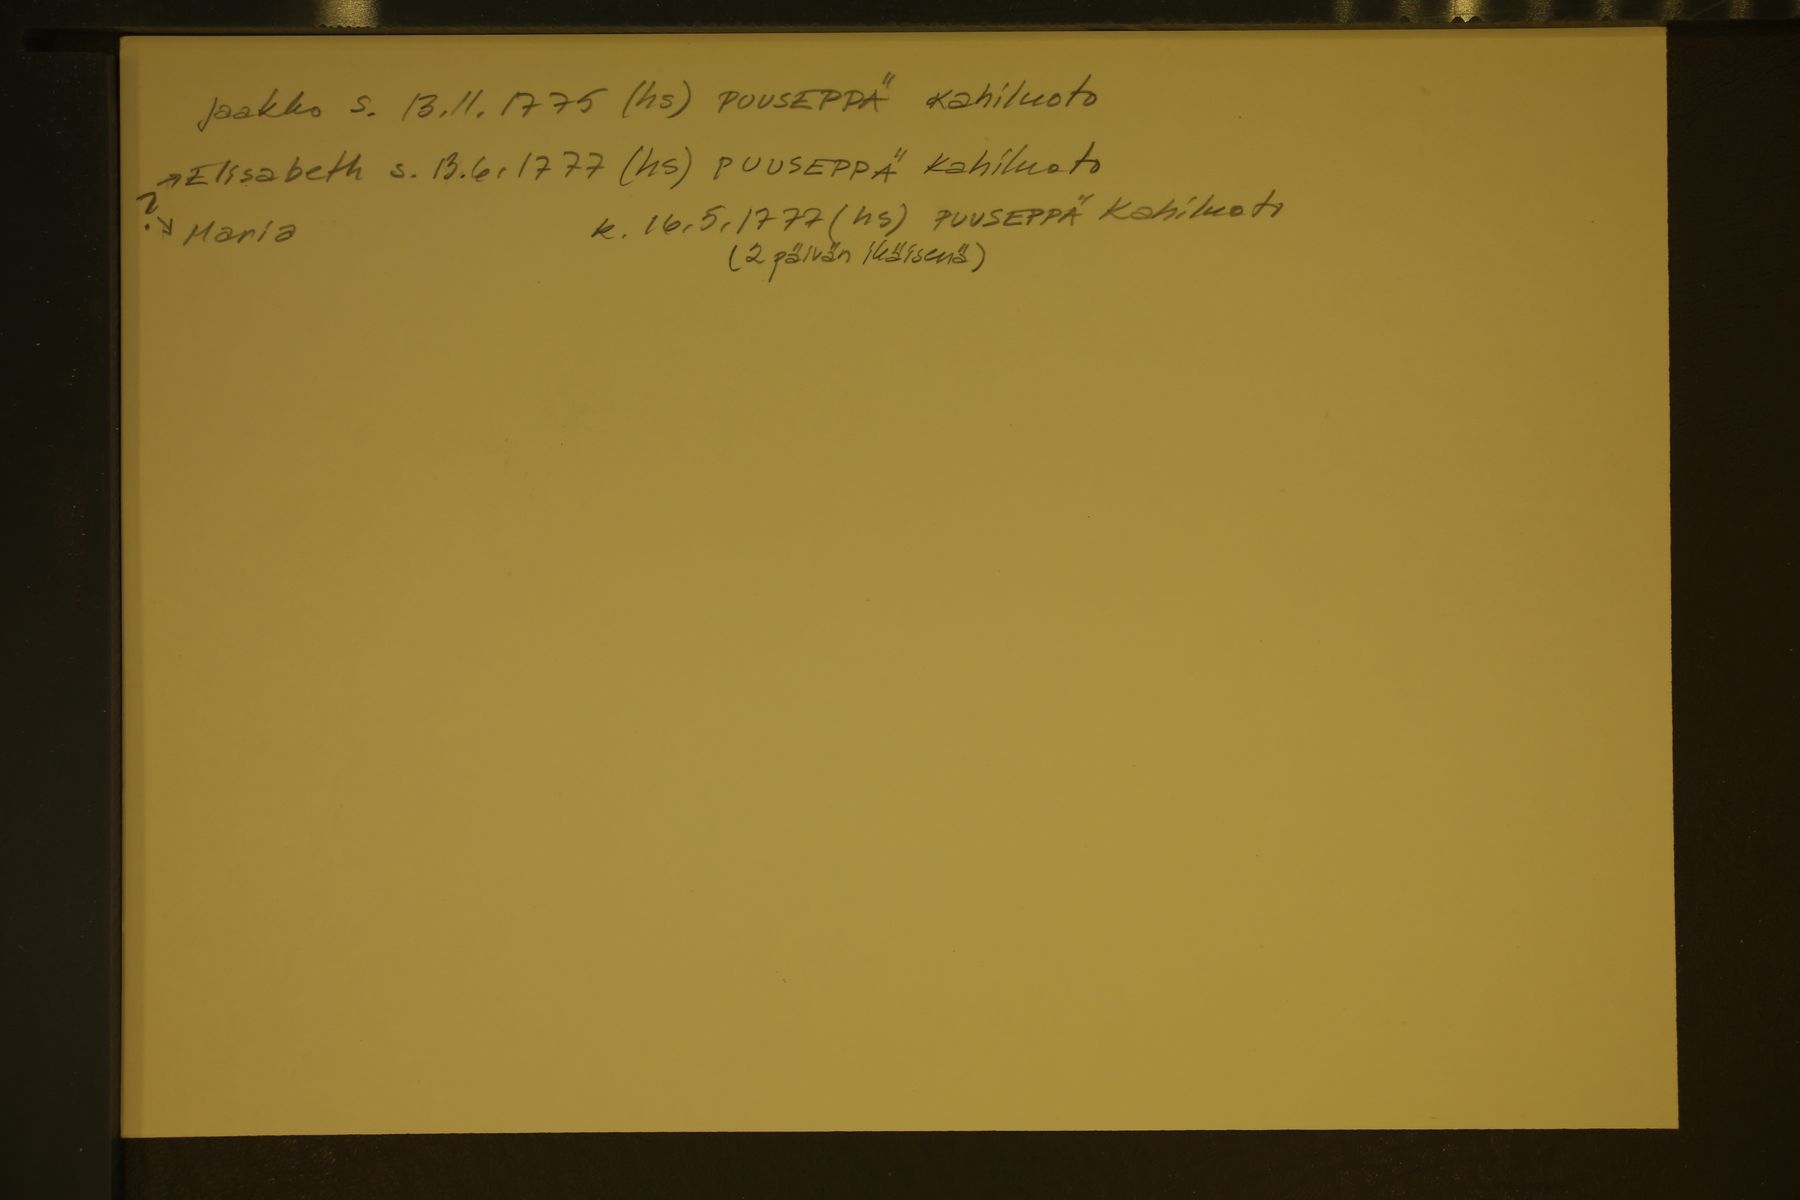 Jaakko s. 13.11.1775 (hs) PUUSEPPÄ Kahiluoto
→ Elisabeth s. 13.6.1777 (hs) PUUSEPPÄ Kahiluoto
?
↘ Maria k. 16.5.1777 (hs) PUUSEPPÄ Kahiluoto
(2 päivän ikäisenä)